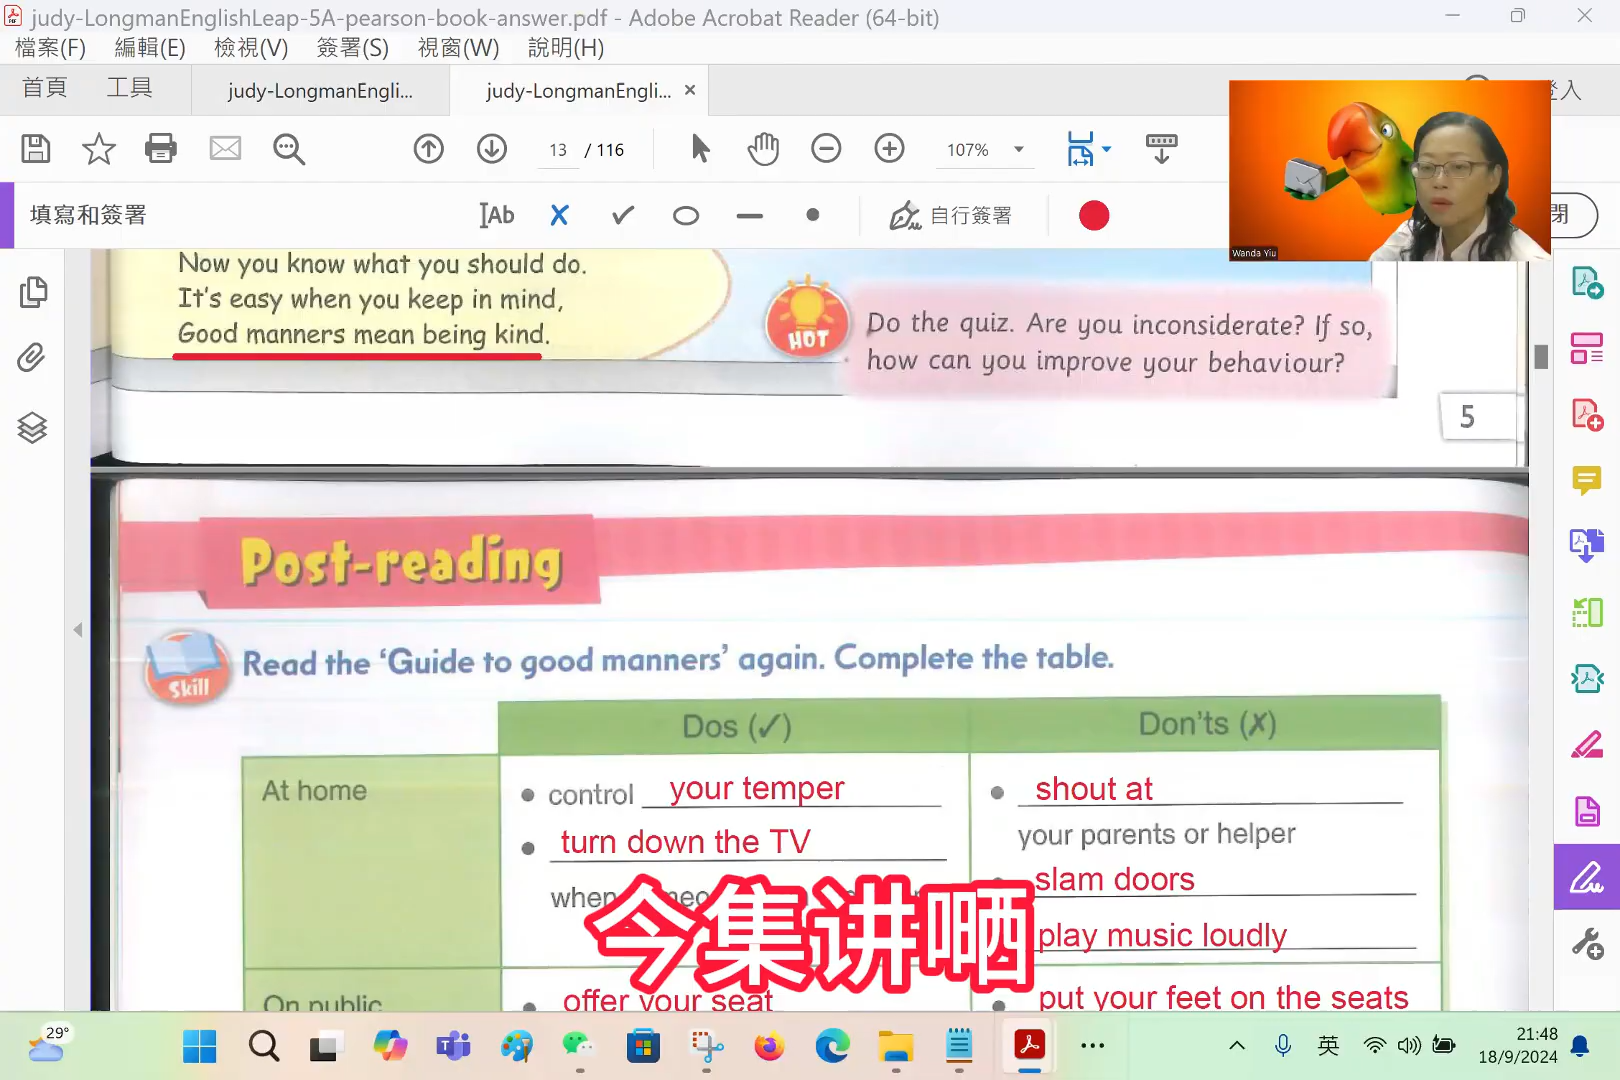 judy-LongmanEnglishLeap-5A-pearson-book-answer.pdf - Adobe Acrobat Reader (64-bit)
檔案(F) 編輯(E) 檢視(V) 簽署(S) 視窗(W) 說明(H)
首頁 工具 judy-LongmanEngli... judy-LongmanEngli... 登入
13 / 116 107%
填寫和簽署 Ab 自行簽署 閉
Wanda Yiu
Now you know what you should do.
It's easy when you keep in mind,
Good manners mean being kind.
HOT
Do the quiz. Are you inconsiderate? If so,
how can you improve your behaviour?
5
Post-reading
Skill
Read the 'Guide to good manners' again. Complete the table.
Dos (✓) Don'ts (✗)
At home
• control your temper
• turn down the TV
when
• shout at
your parents or helper
slam doors
play music loudly
今集讲晒
On public
• offer your seat
• put your feet on the seats
29°
英
21:48
18/9/2024